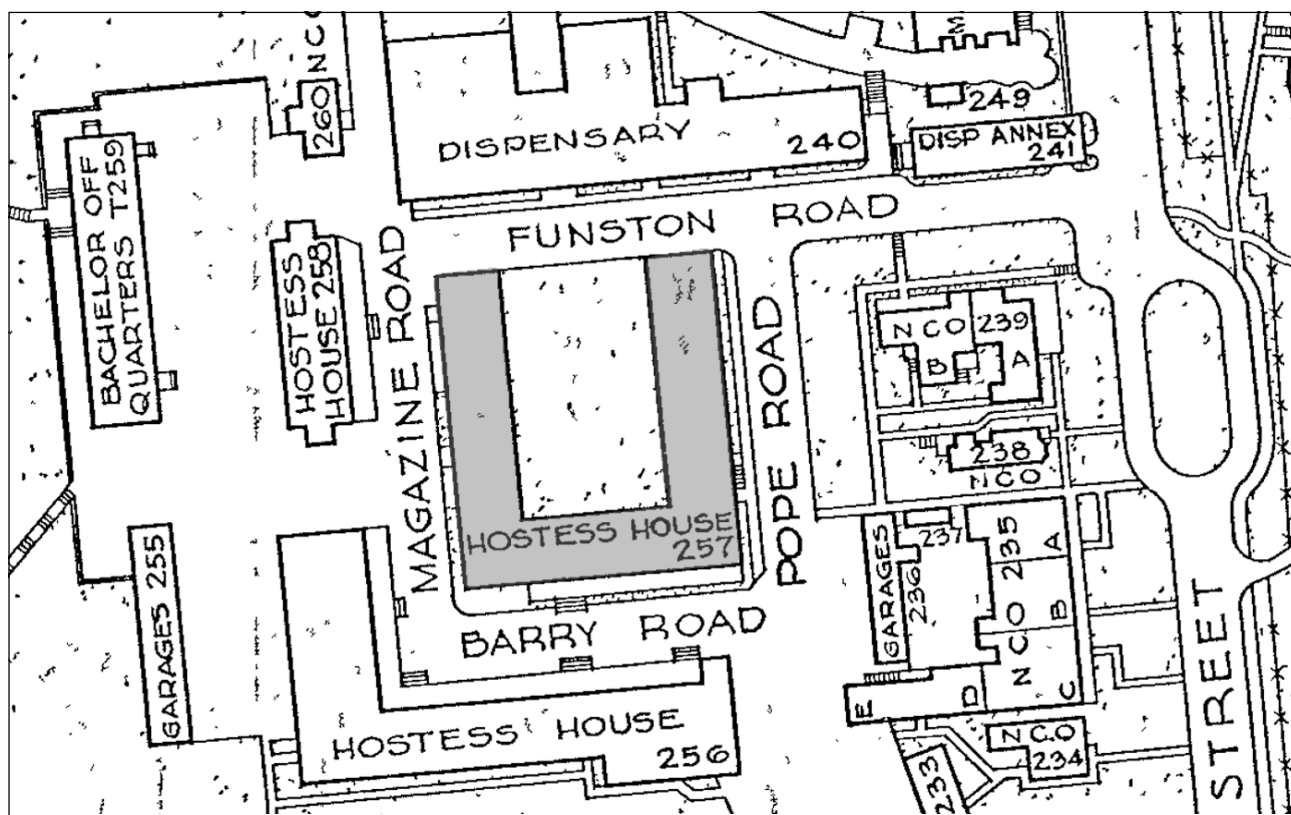 NCO
260
DISPENSARY
240
249
DISP ANNEX
241
BACHELOR OFF
QUARTERS T259
HOSTESS
HOUSE 258
MAGAZINE ROAD
FUNSTON ROAD
POPE ROAD
NCO 239
B
A
238
NCO
HOSTESS HOUSE
257
GARAGES
236
237
NCO 235
A
B
C
D
E
GARAGES 255
BARRY ROAD
HOSTESS HOUSE
256
N C.O
234
233
STREET